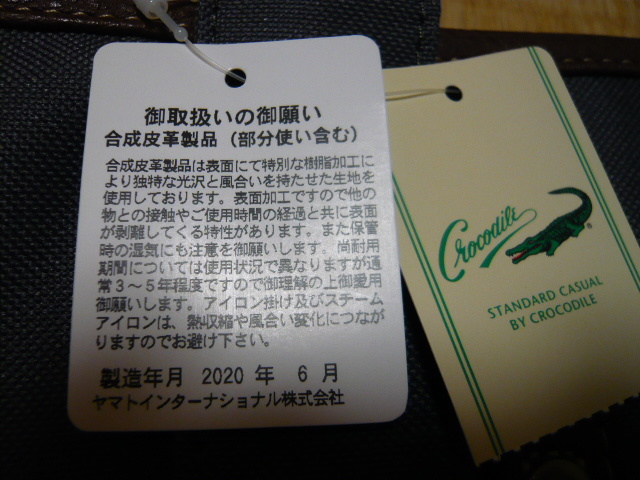 御取扱いの御願い
合成皮革製品（部分使い含む）
合成皮革製品は表面にて特別な樹脂加工に
より独特な光沢と風合いを持たせた生地を
使用しております。表面加工ですので他の
物との接触やご使用時間の経過と共に表面
が剥離してくる特性があります。また保管
時の湿気にも注意を御願いします。尚耐用
期間については使用状況で異なりますが通
常３～５年程度ですので御理解の上御愛用
御願いします。アイロン掛け及びスチーム
アイロンは、熱収縮や風合い変化につなが
りますのでお避け下さい。
製造年月 2020 年 6 月
ヤマトインターナショナル株式会社
Crocodile
®
STANDARD CASUAL
BY CROCODILE